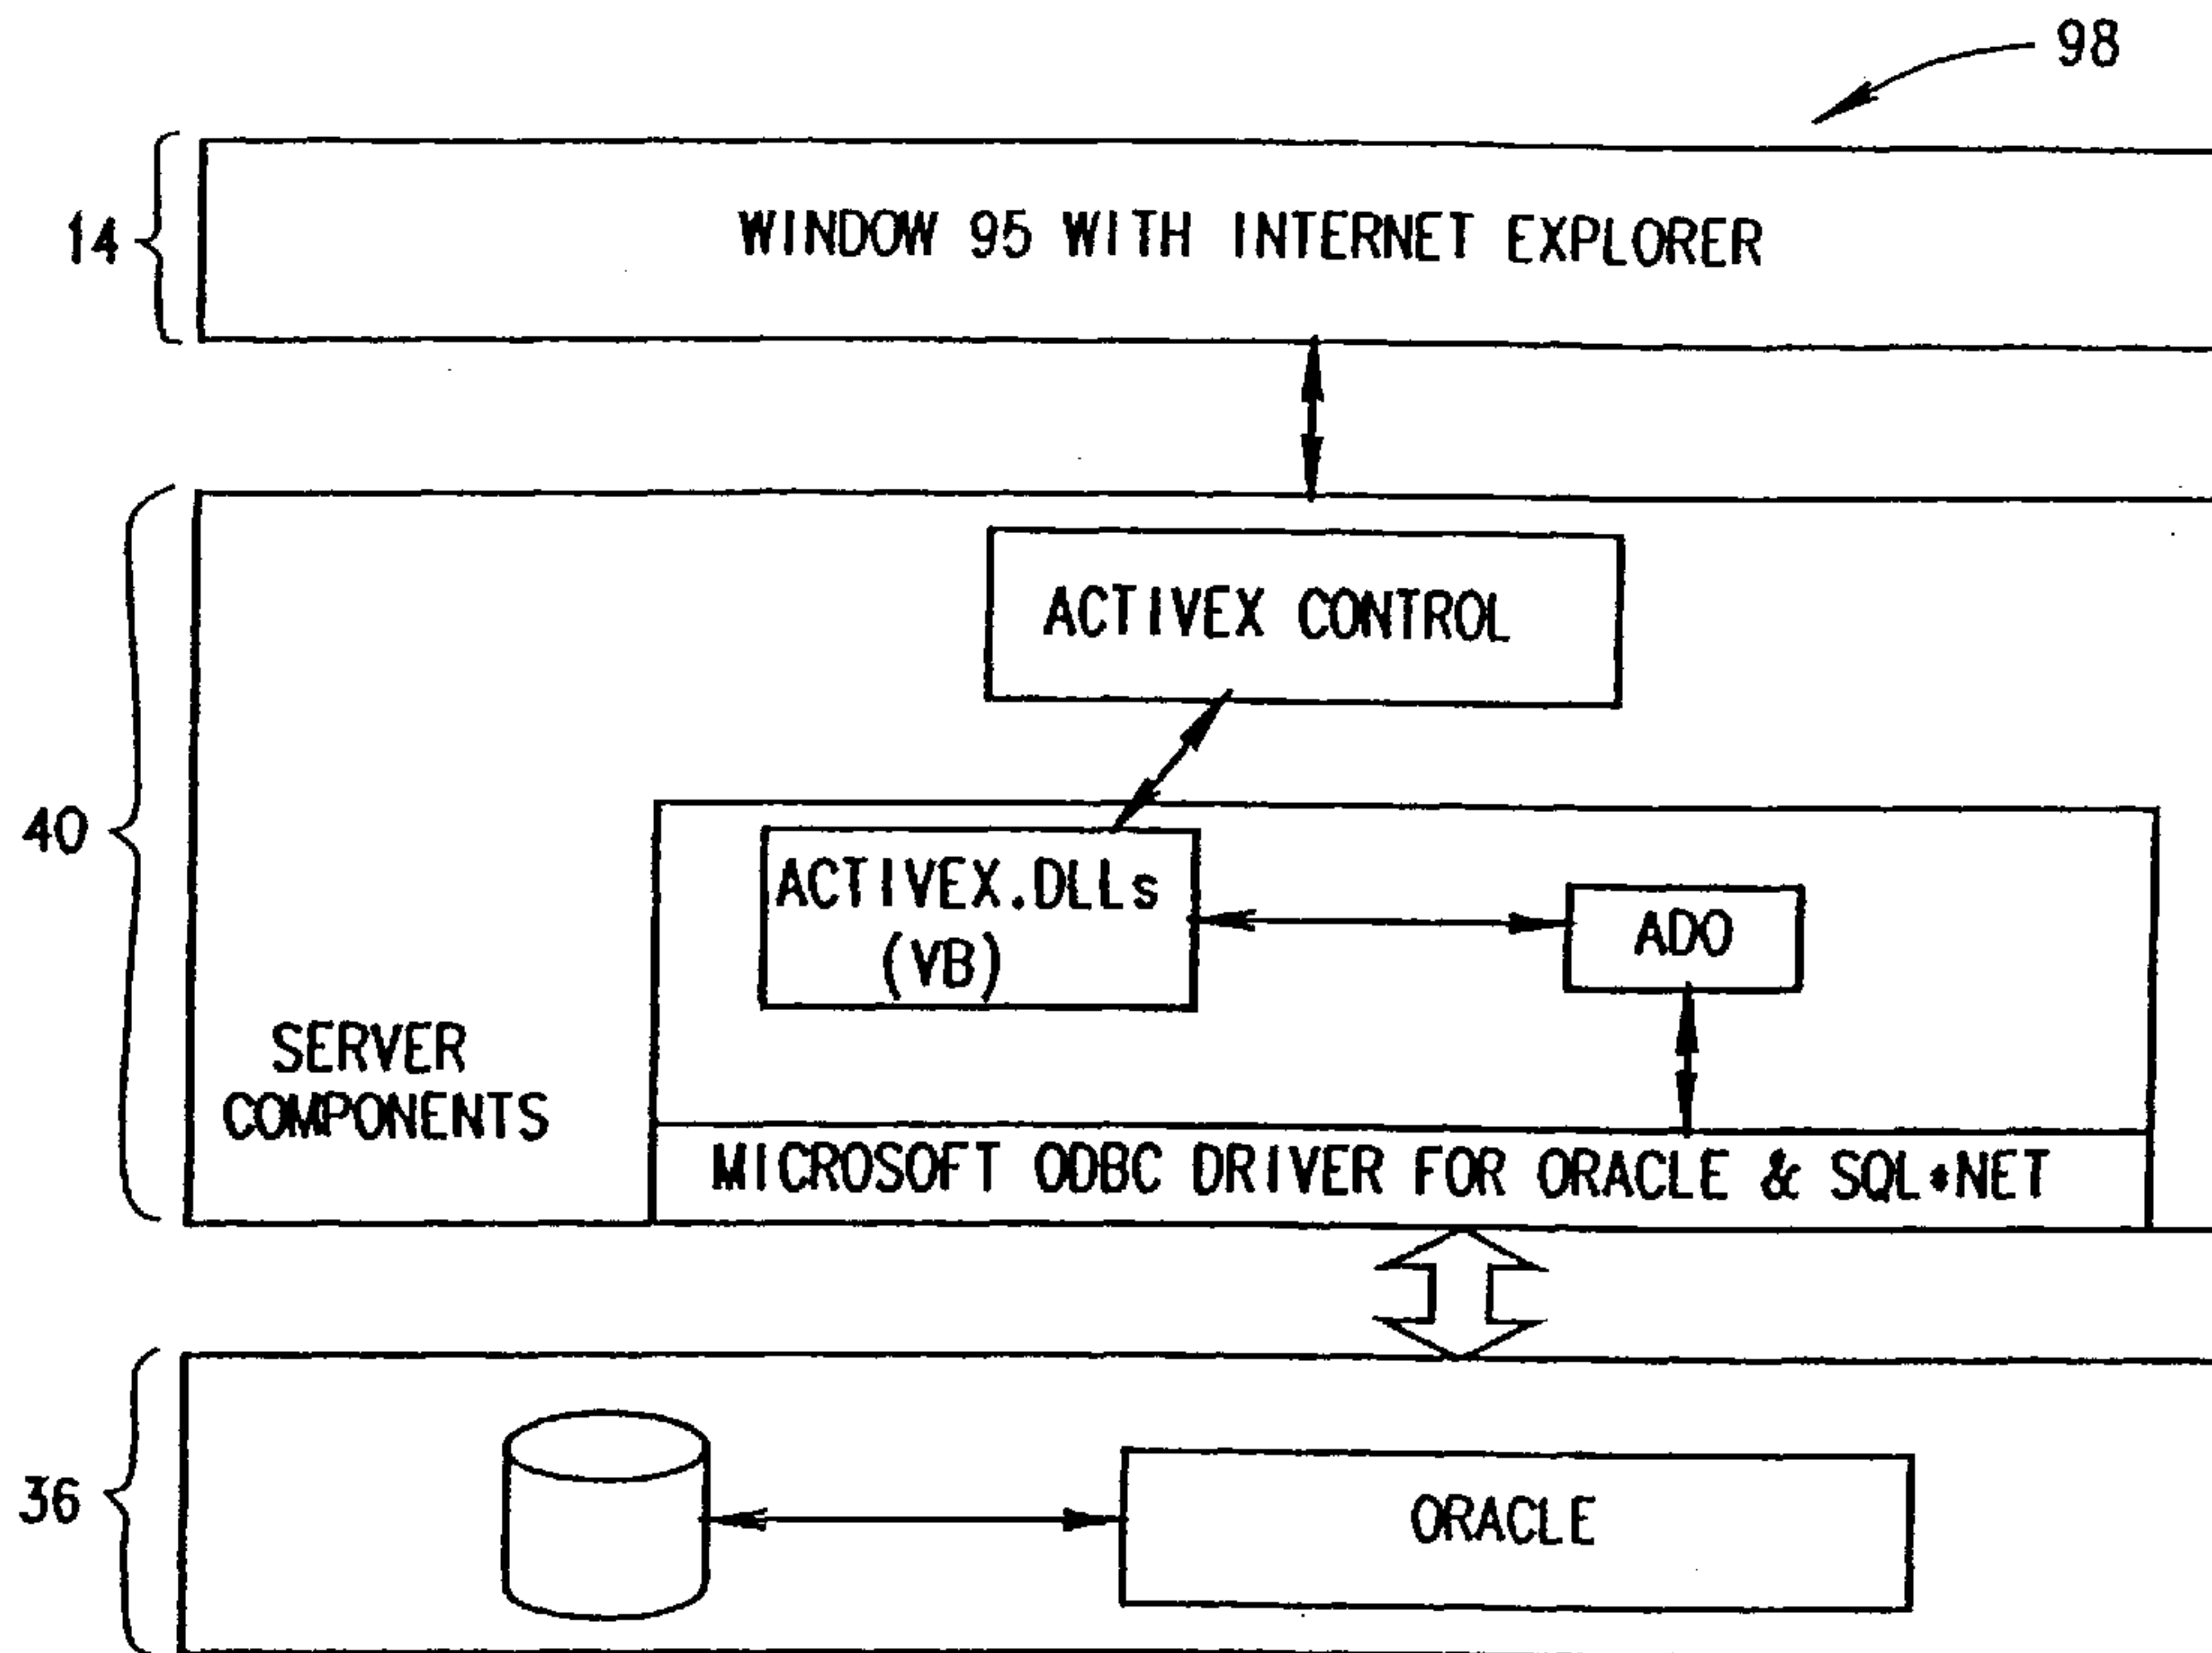 98
14
WINDOW 95 WITH INTERNET EXPLORER
ACTIVEX CONTROL
40
ACTIVEX.DLLs
(VB)
ADO
SERVER
COMPONENTS
MICROSOFT ODBC DRIVER FOR ORACLE & SQL*NET
36
ORACLE